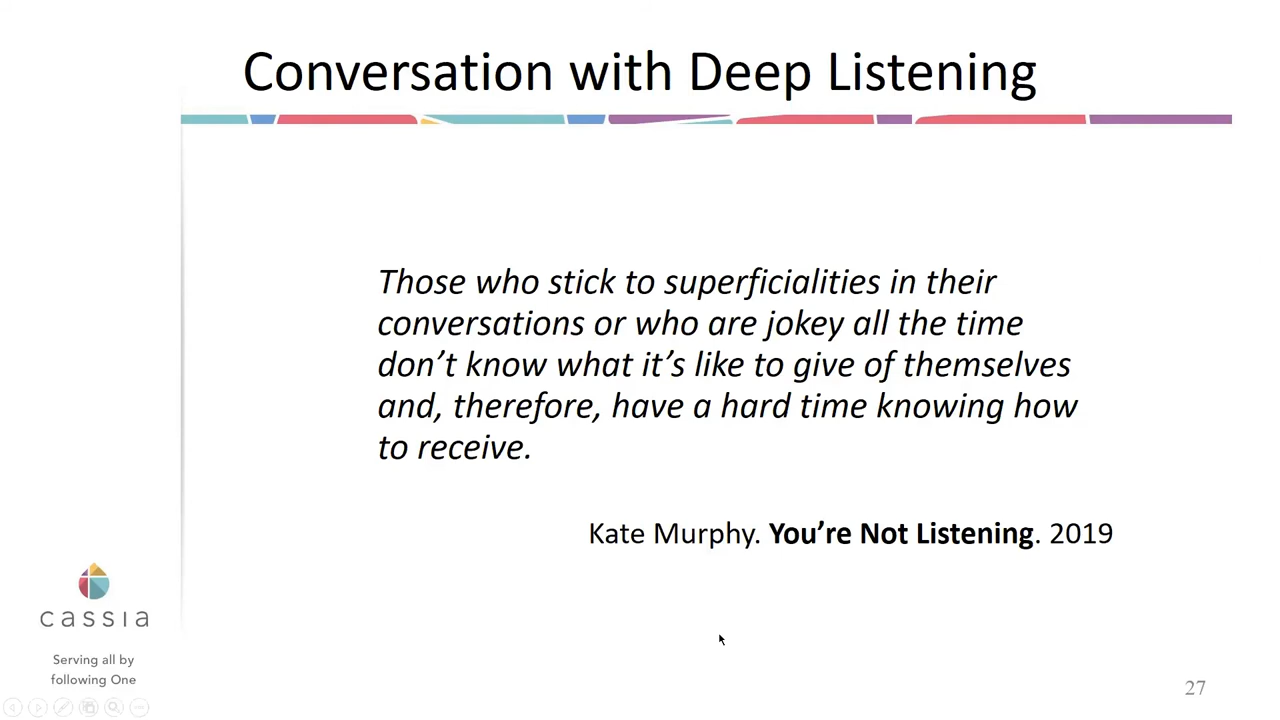 Conversation with Deep Listening
Those who stick to superficialities in their
conversations or who are jokey all the time
don’t know what it’s like to give of themselves
and, therefore, have a hard time knowing how
to receive.
Kate Murphy. You’re Not Listening. 2019
cassia
Serving all by
following One
27